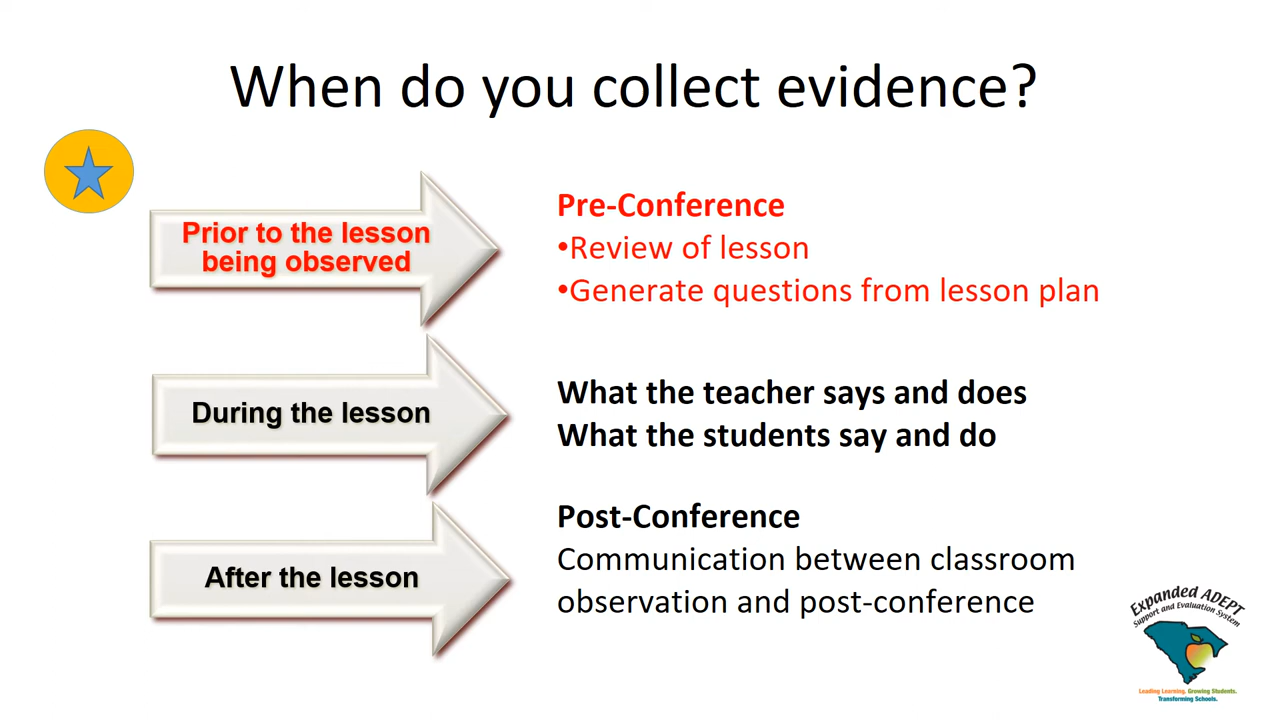 When do you collect evidence?
Prior to the lesson
being observed
Pre-Conference
•Review of lesson
•Generate questions from lesson plan
During the lesson
What the teacher says and does
What the students say and do
After the lesson
Post-Conference
Communication between classroom
observation and post-conference
Expanded ADEPT
Support and Evaluation System
Leading Learning. Growing Students.
Transforming Schools.